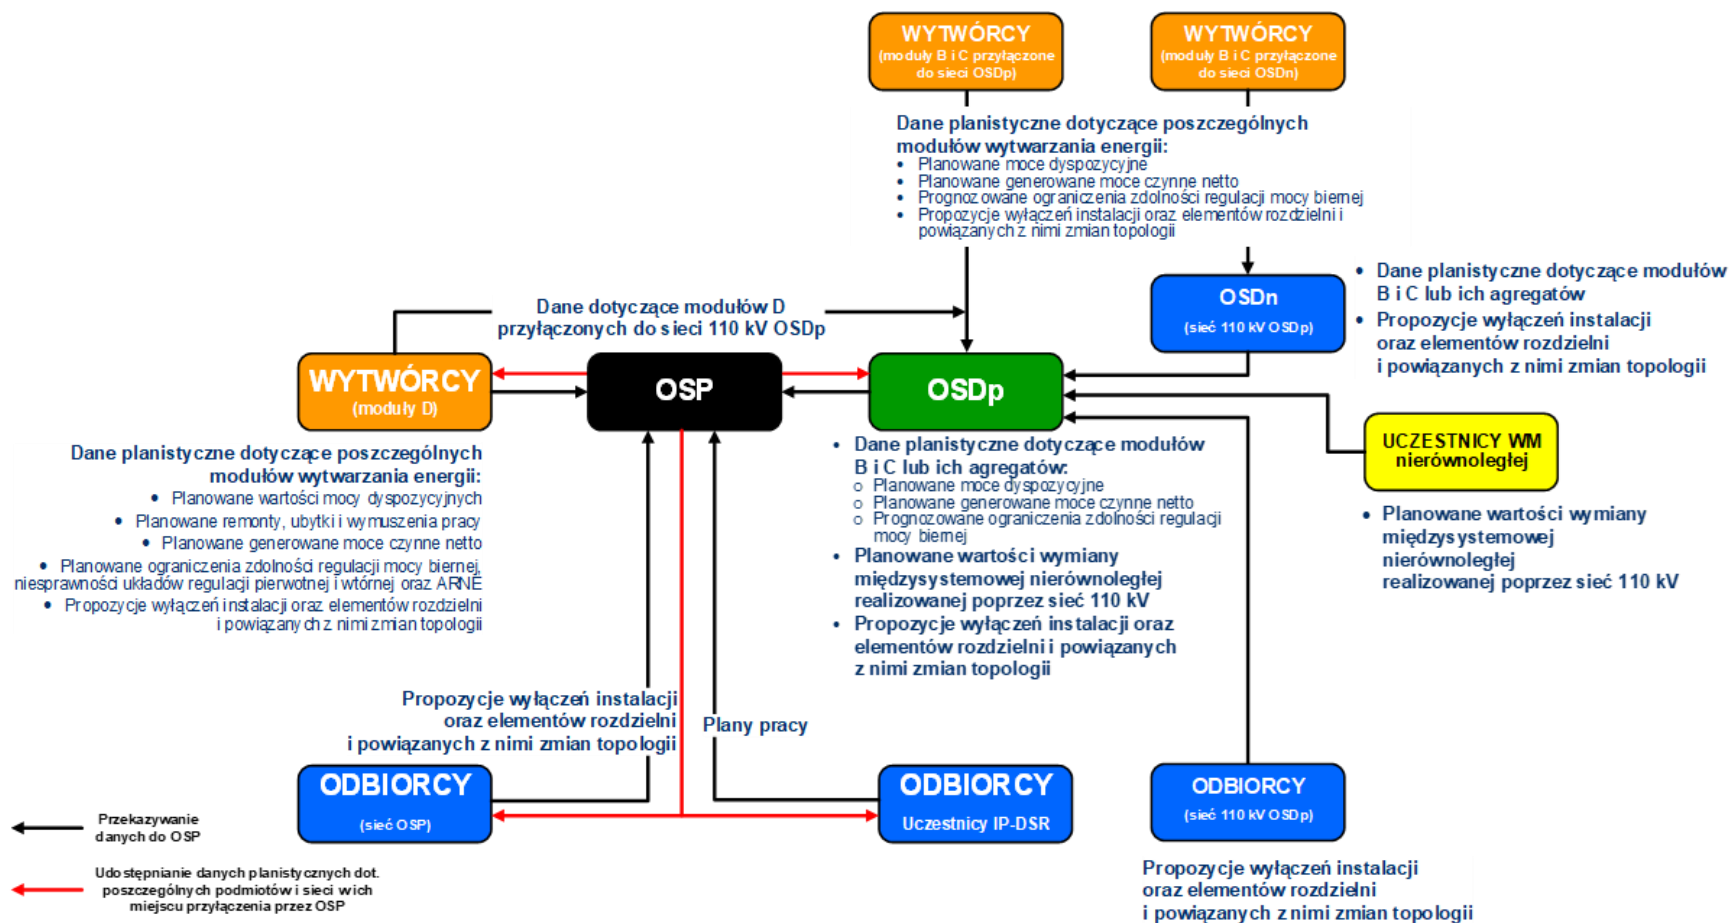 WYTWÓRCY
(moduły B i C przyłączone
do sieci OSDp)
WYTWÓRCY
(moduły B i C przyłączone
do sieci OSDn)
Dane planistyczne dotyczące poszczególnych
modułów wytwarzania energii:
• Planowane moce dyspozycyjne
• Planowane generowane moce czynne netto
• Prognozowane ograniczenia zdolności regulacji mocy biernej
• Propozycje wyłączeń instalacji oraz elementów rozdzielni i
powiązanych z nimi zmian topologii
OSDn
(sieć 110 kV OSDp)
• Dane planistyczne dotyczące modułów
B i C lub ich agregatów
• Propozycje wyłączeń instalacji
oraz elementów rozdzielni
i powiązanych z nimi zmian topologii
Dane dotyczące modułów D
przyłączonych do sieci 110 kV OSDp
WYTWÓRCY
(moduły D)
OSP
OSDp
UCZESTNICY WM
nierównoległej
Dane planistyczne dotyczące poszczególnych
modułów wytwarzania energii:
• Planowane wartości mocy dyspozycyjnych
• Planowane remonty, ubytki i wymuszenia pracy
• Planowane generowane moce czynne netto
• Planowane ograniczenia zdolności regulacji mocy biernej,
niesprawności układów regulacji pierwotnej i wtórnej oraz ARNE
• Propozycje wyłączeń instalacji oraz elementów rozdzielni
i powiązanych z nimi zmian topologii
• Dane planistyczne dotyczące modułów
B i C lub ich agregatów:
o Planowane moce dyspozycyjne
o Planowane generowane moce czynne netto
o Prognozowane ograniczenia zdolności regulacji
mocy biernej
• Planowane wartości wymiany
międzysystemowej nierównoległej
realizowanej poprzez sieć 110 kV
• Propozycje wyłączeń instalacji oraz
elementów rozdzielni i powiązanych
z nimi zmian topologii
• Planowane wartości wymiany
międzysystemowej
nierównoległej
realizowanej poprzez sieć 110 kV
Propozycje wyłączeń instalacji
oraz elementów rozdzielni
i powiązanych z nimi zmian topologii
Plany pracy
ODBIORCY
(sieć OSP)
ODBIORCY
Uczestnicy IP-DSR
ODBIORCY
(sieć 110 kV OSDp)
Propozycje wyłączeń instalacji
oraz elementów rozdzielni
i powiązanych z nimi zmian topologii
Przekazywanie
danych do OSP
Udostępnianie danych planistycznych dot.
poszczególnych podmiotów i sieci w ich
miejscu przyłączenia przez OSP